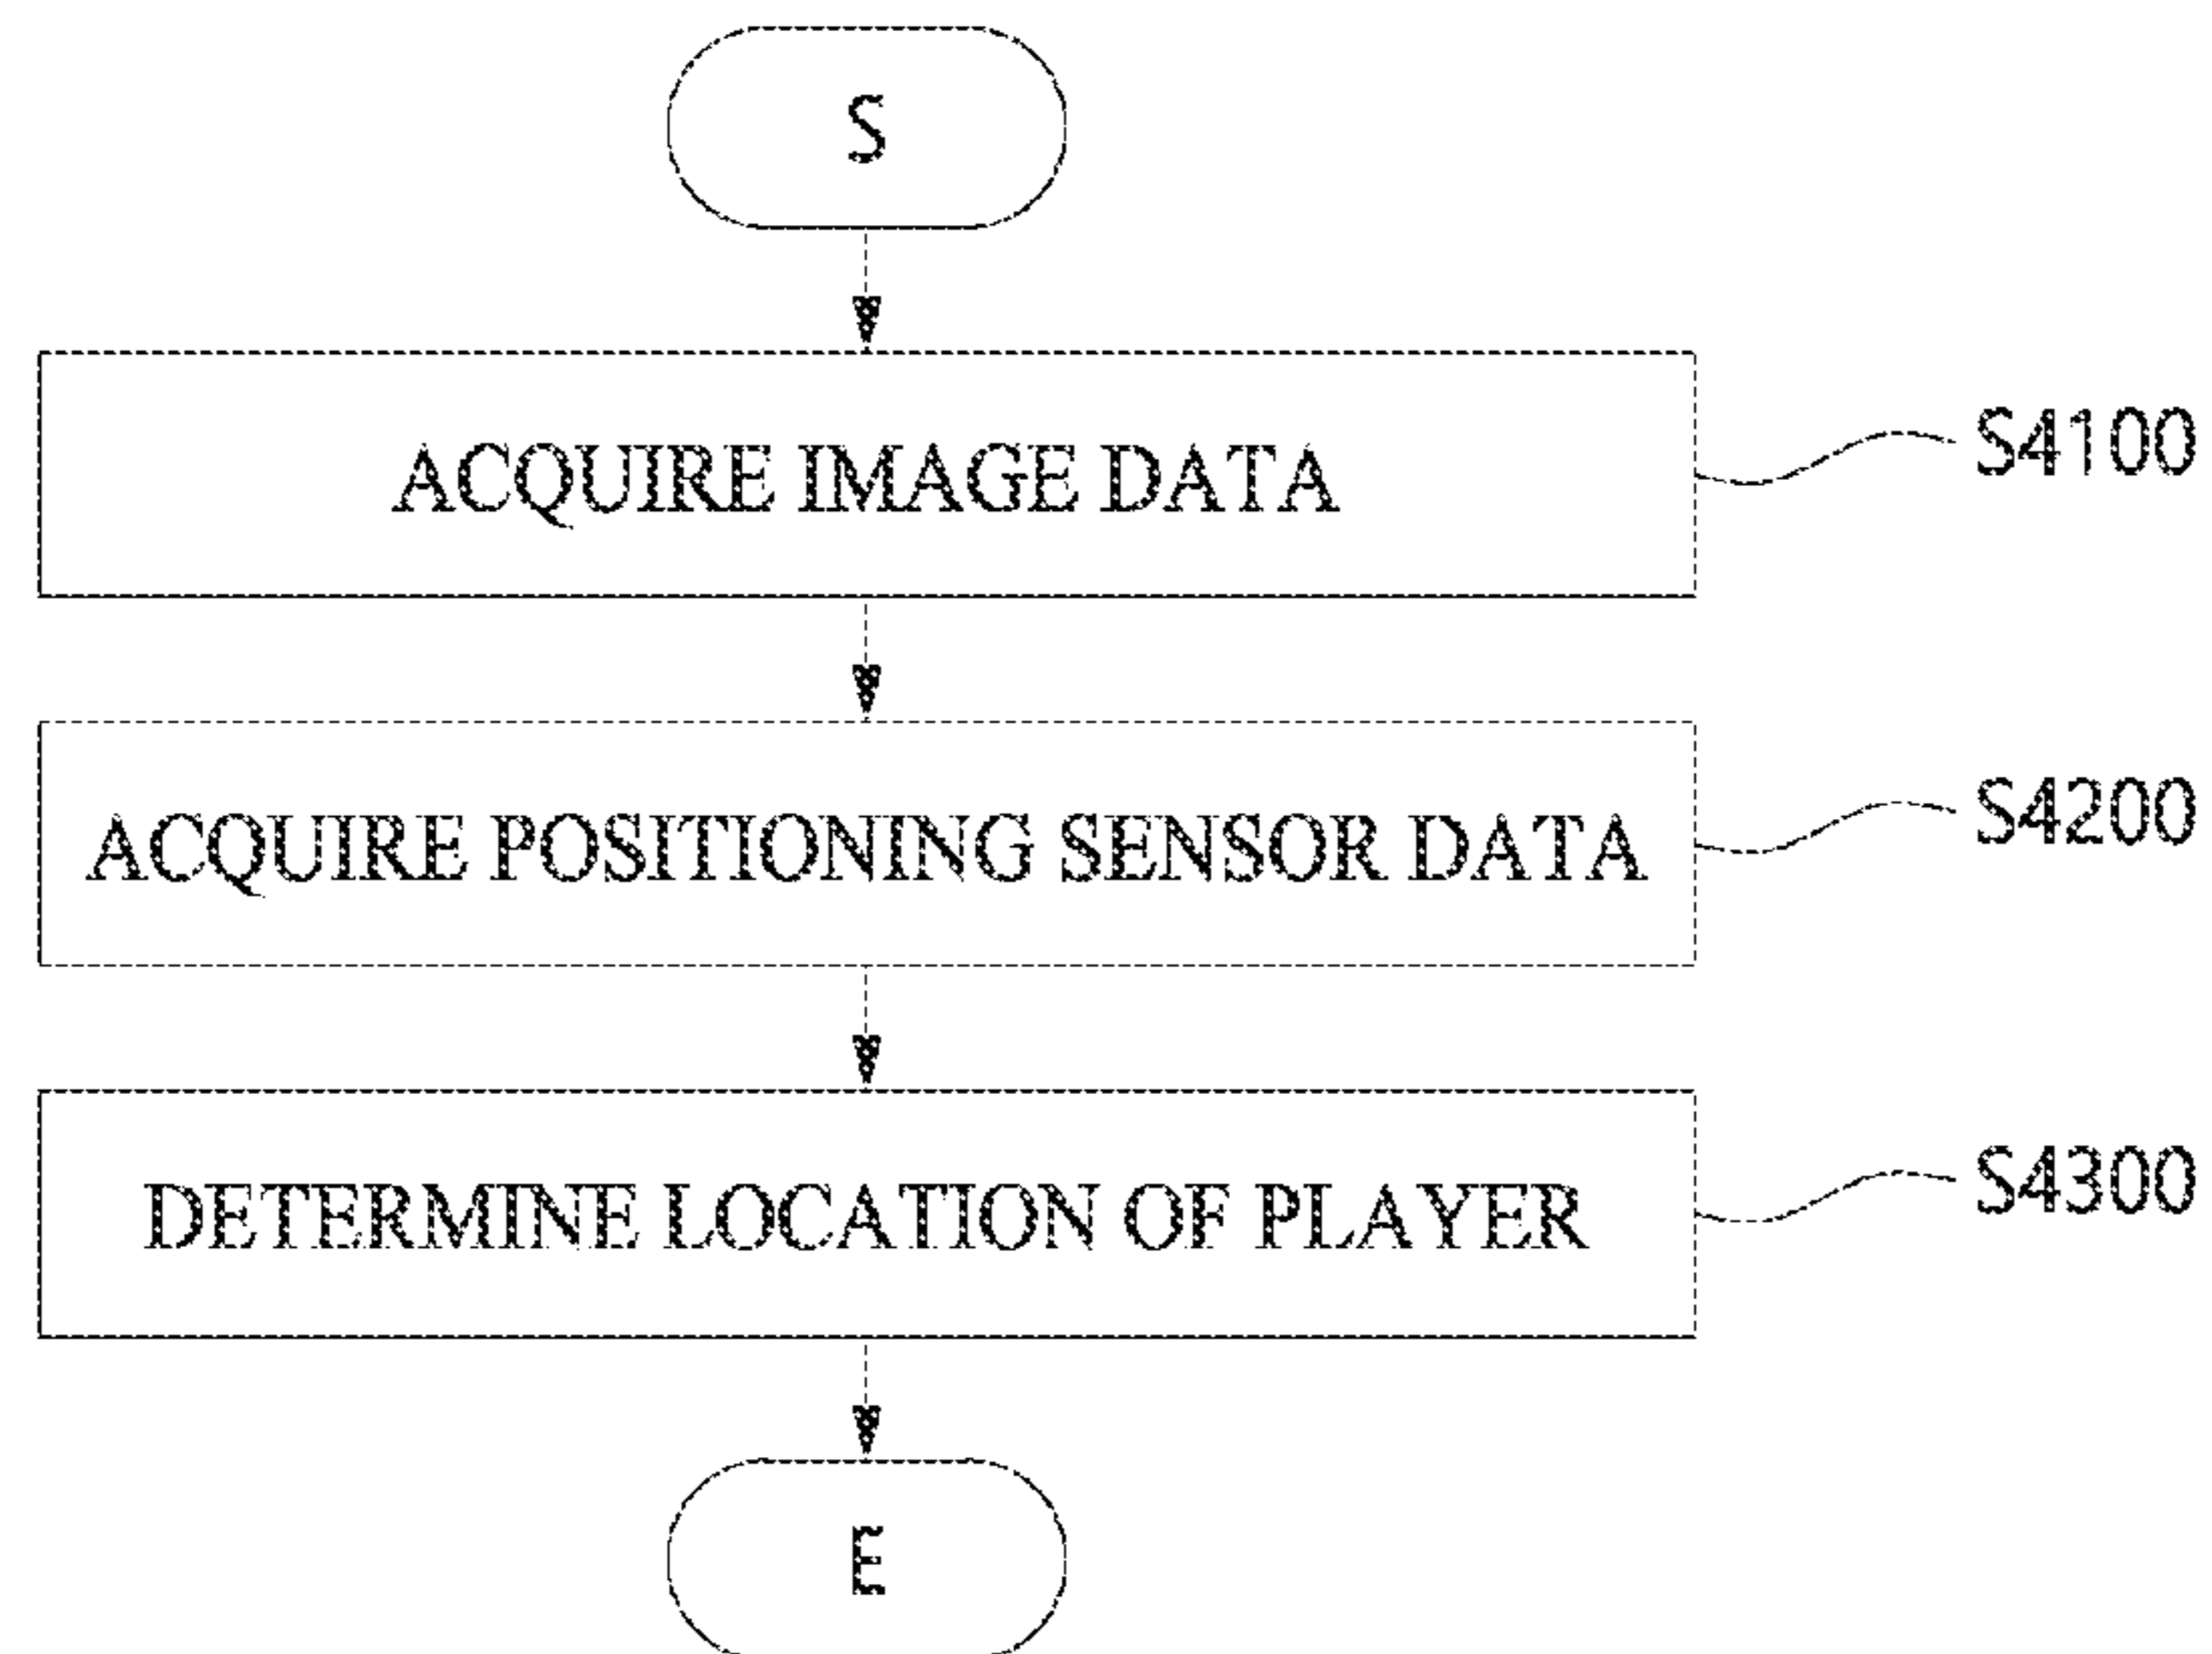 S
ACQUIRE IMAGE DATA
S4100
ACQUIRE POSITIONING SENSOR DATA
S4200
DETERMINE LOCATION OF PLAYER
S4300
E